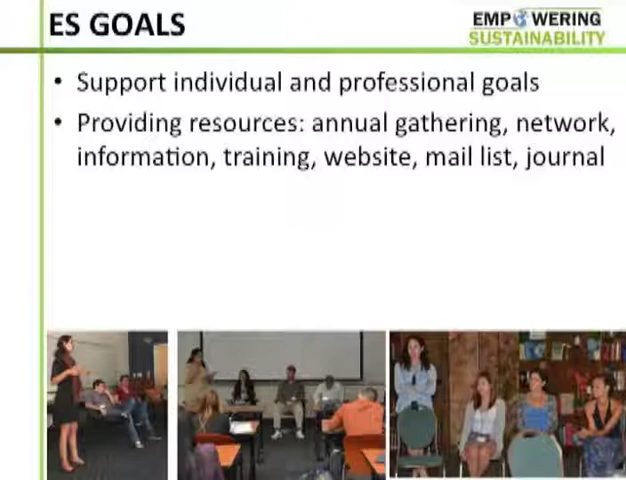 ES GOALS
EMPOWERING
SUSTAINABILITY
• Support individual and professional goals
• Providing resources: annual gathering, network,
information, training, website, mail list, journal